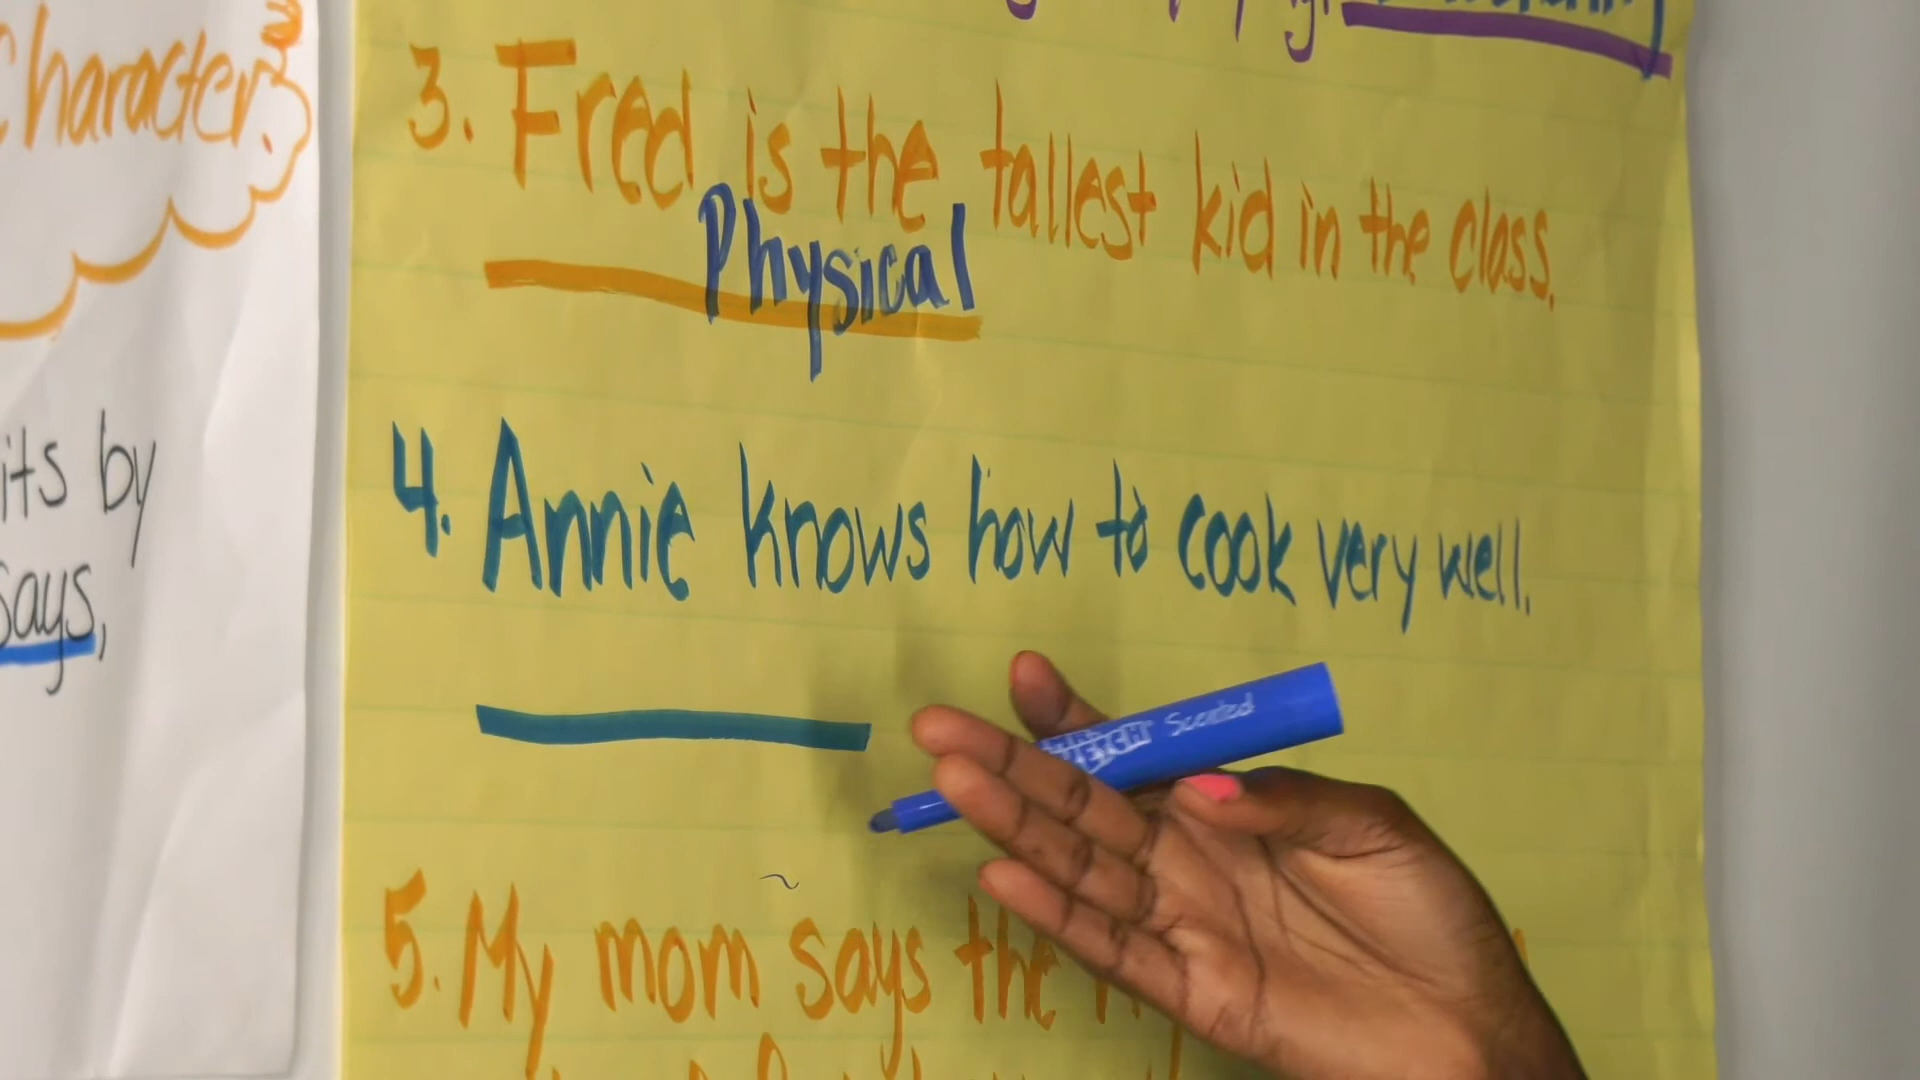 character.
its by
says,
3. Fred is the tallest kid in the class.
Physical
4. Annie knows how to cook very well.
Scented
5. My mom says the